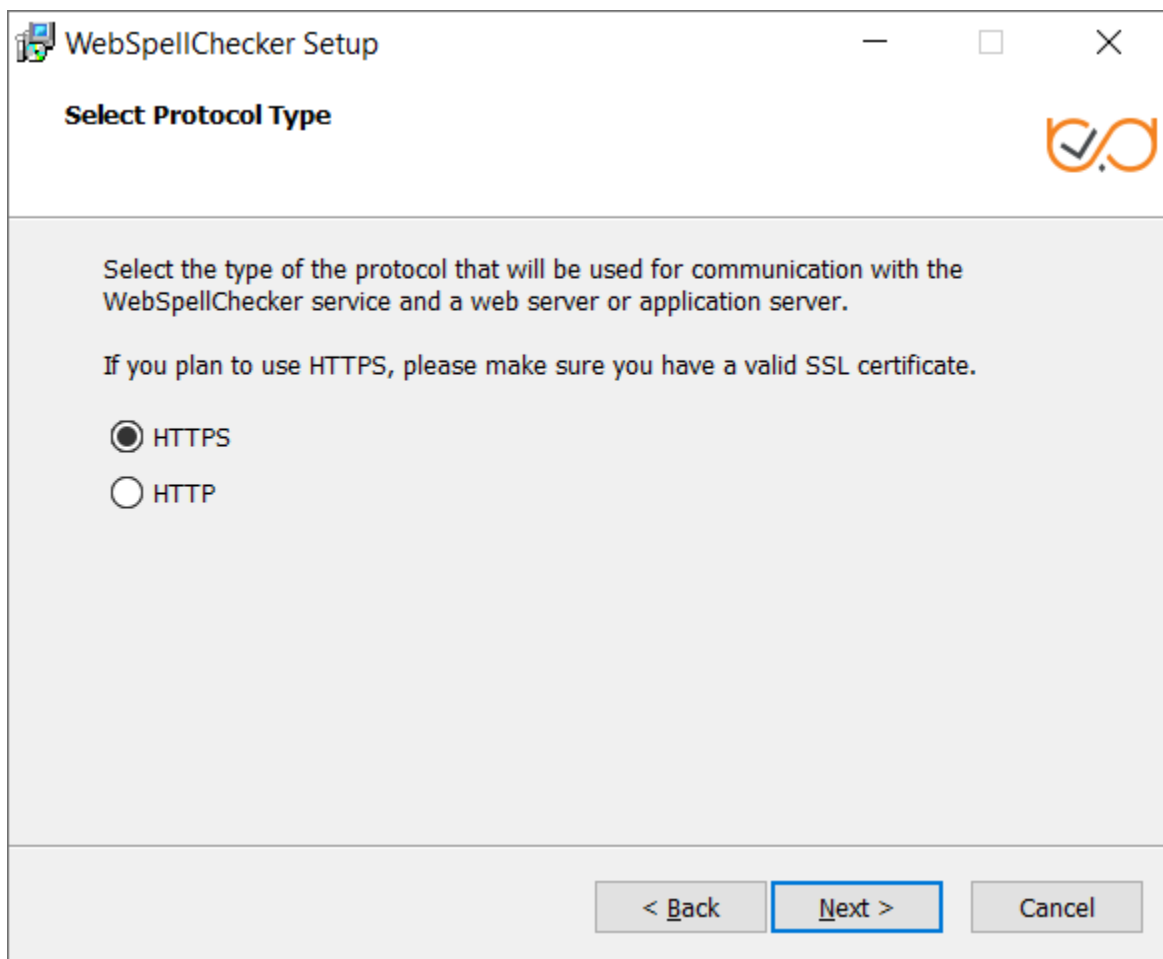 WebSpellChecker Setup
Select Protocol Type
Select the type of the protocol that will be used for communication with the
WebSpellChecker service and a web server or application server.
If you plan to use HTTPS, please make sure you have a valid SSL certificate.
HTTPS
HTTP
< Back
Next >
Cancel